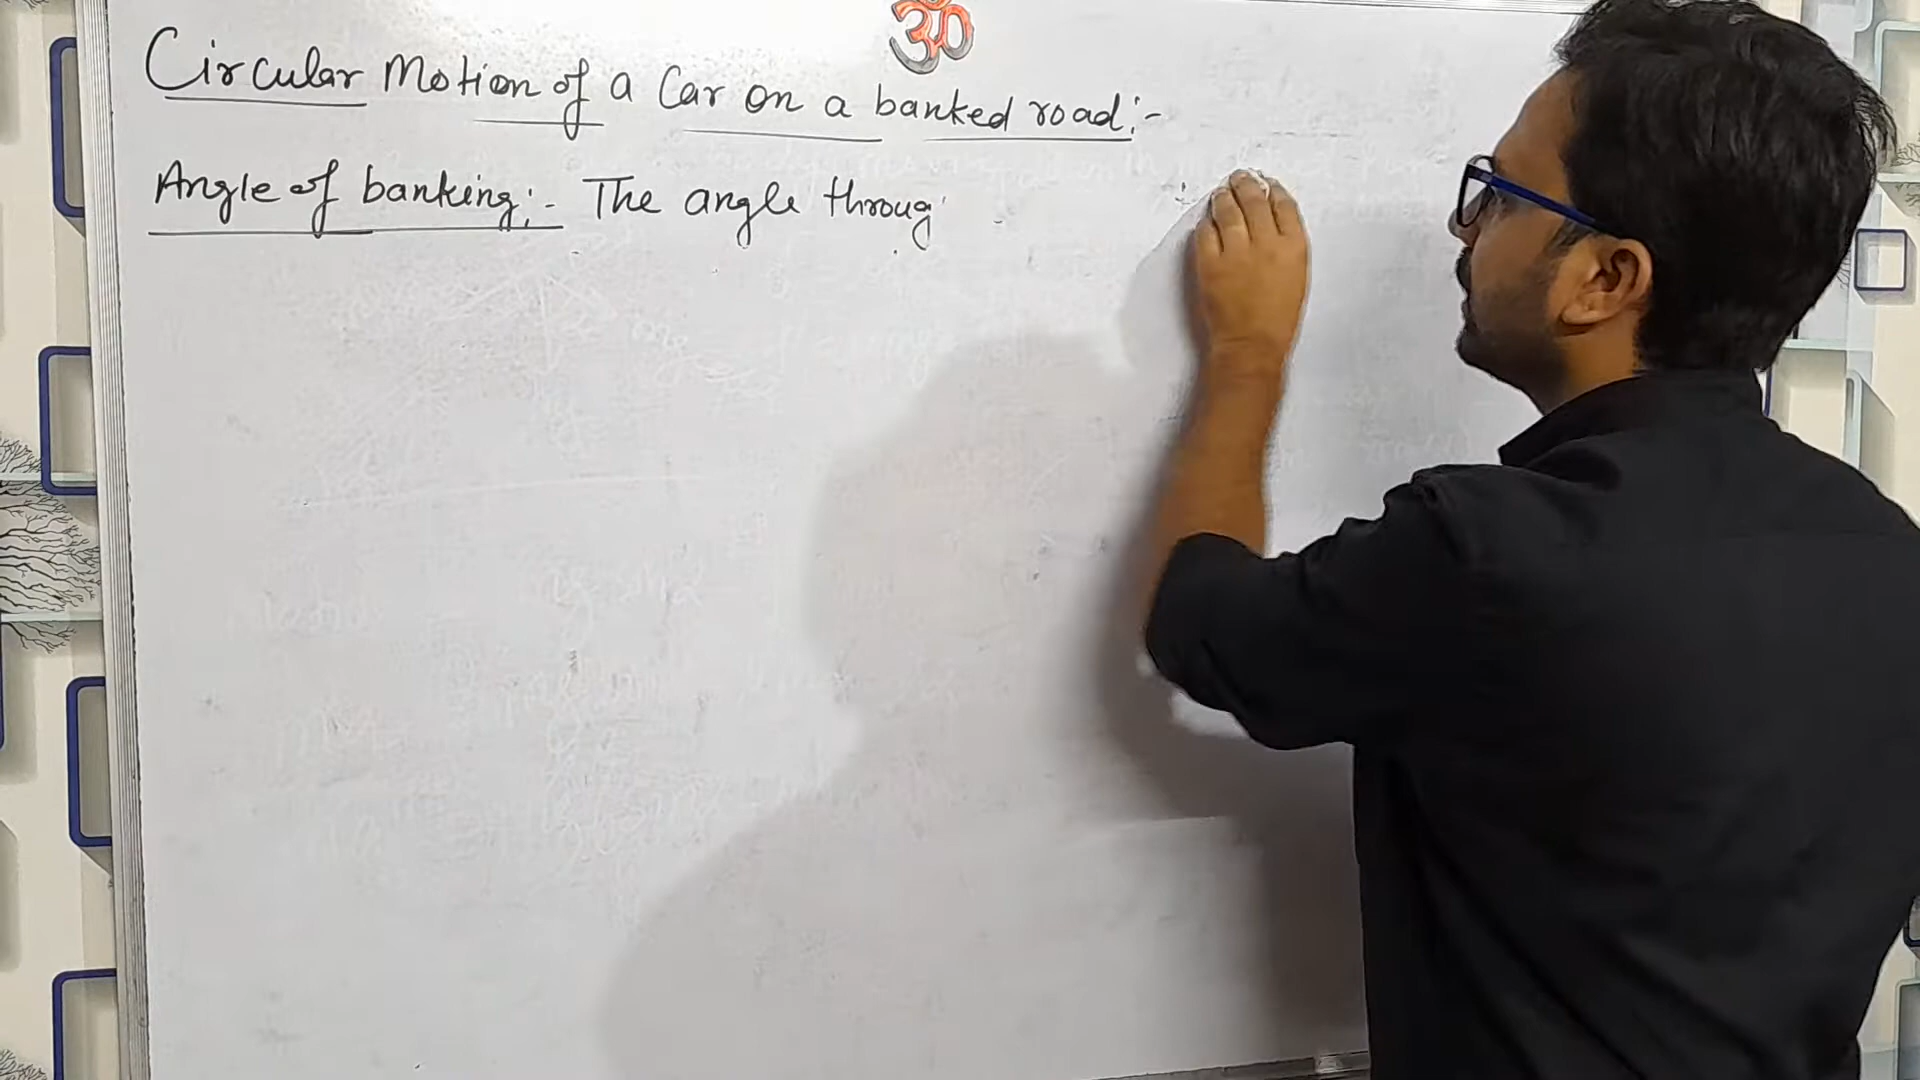 ॐ
Circular Motion of a Car on a banked road:-
Angle of banking:- The angle throug